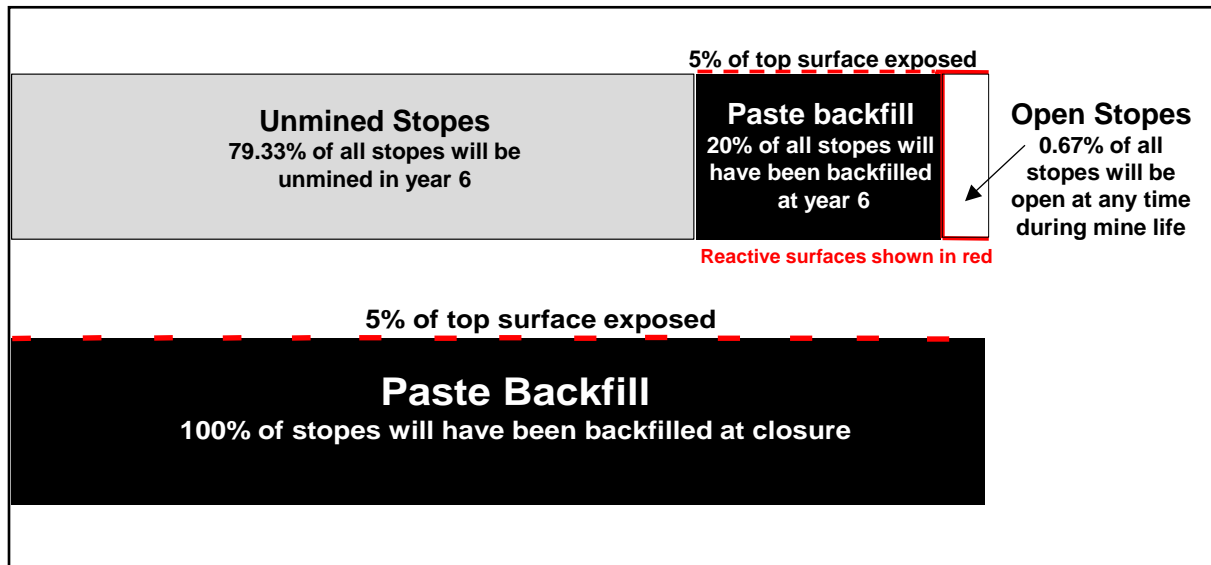 5% of top surface exposed
Unmined Stopes
79.33% of all stopes will be
unmined in year 6
Paste backfill
20% of all stopes will
have been backfilled
at year 6
Open Stopes
0.67% of all
stopes will be
open at any time
during mine life
Reactive surfaces shown in red
5% of top surface exposed
Paste Backfill
100% of stopes will have been backfilled at closure